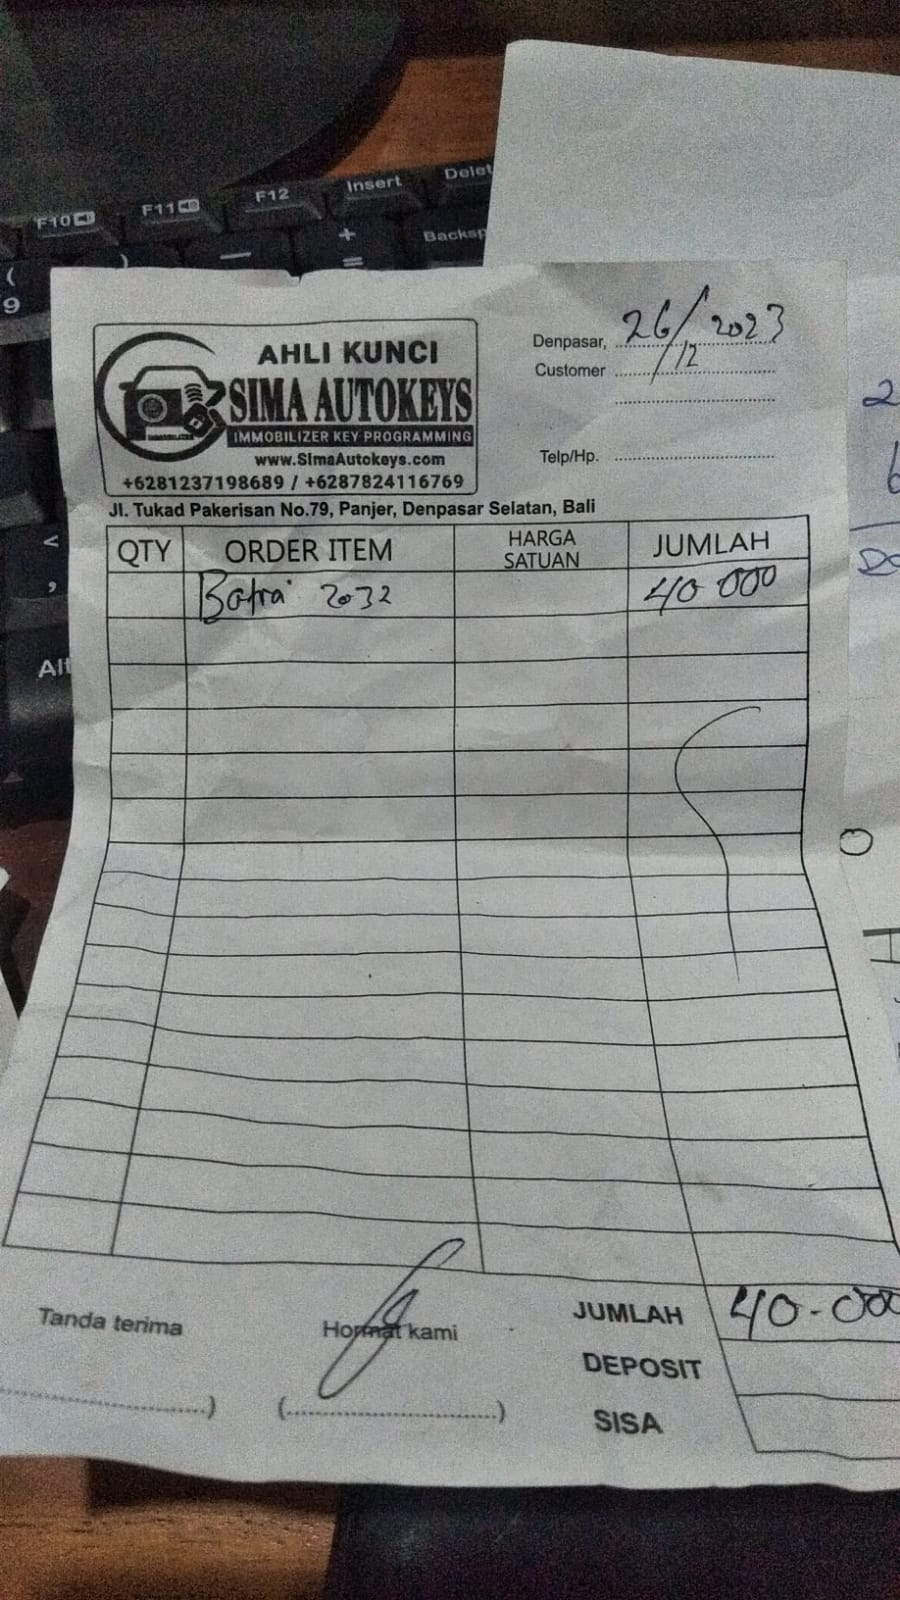 F10
F11
F12
Insert
Delet
(
9
)
—
+
=
Backsp
<
,
Alt
AHLI KUNCI
SIMA AUTOKEYS
IMMOBILIZER KEY PROGRAMMING
www.SimaAutokeys.com
+6281237198689 / +6287824116769
Jl. Tukad Pakerisan No.79, Panjer, Denpasar Selatan, Bali
Denpasar, 26/12 2023
Customer
Telp/Hp.
QTY ORDER ITEM HARGA SATUAN JUMLAH
Batrai 2032 40 000
Tanda terima
Hormat kami
JUMLAH 40-000
DEPOSIT
SISA